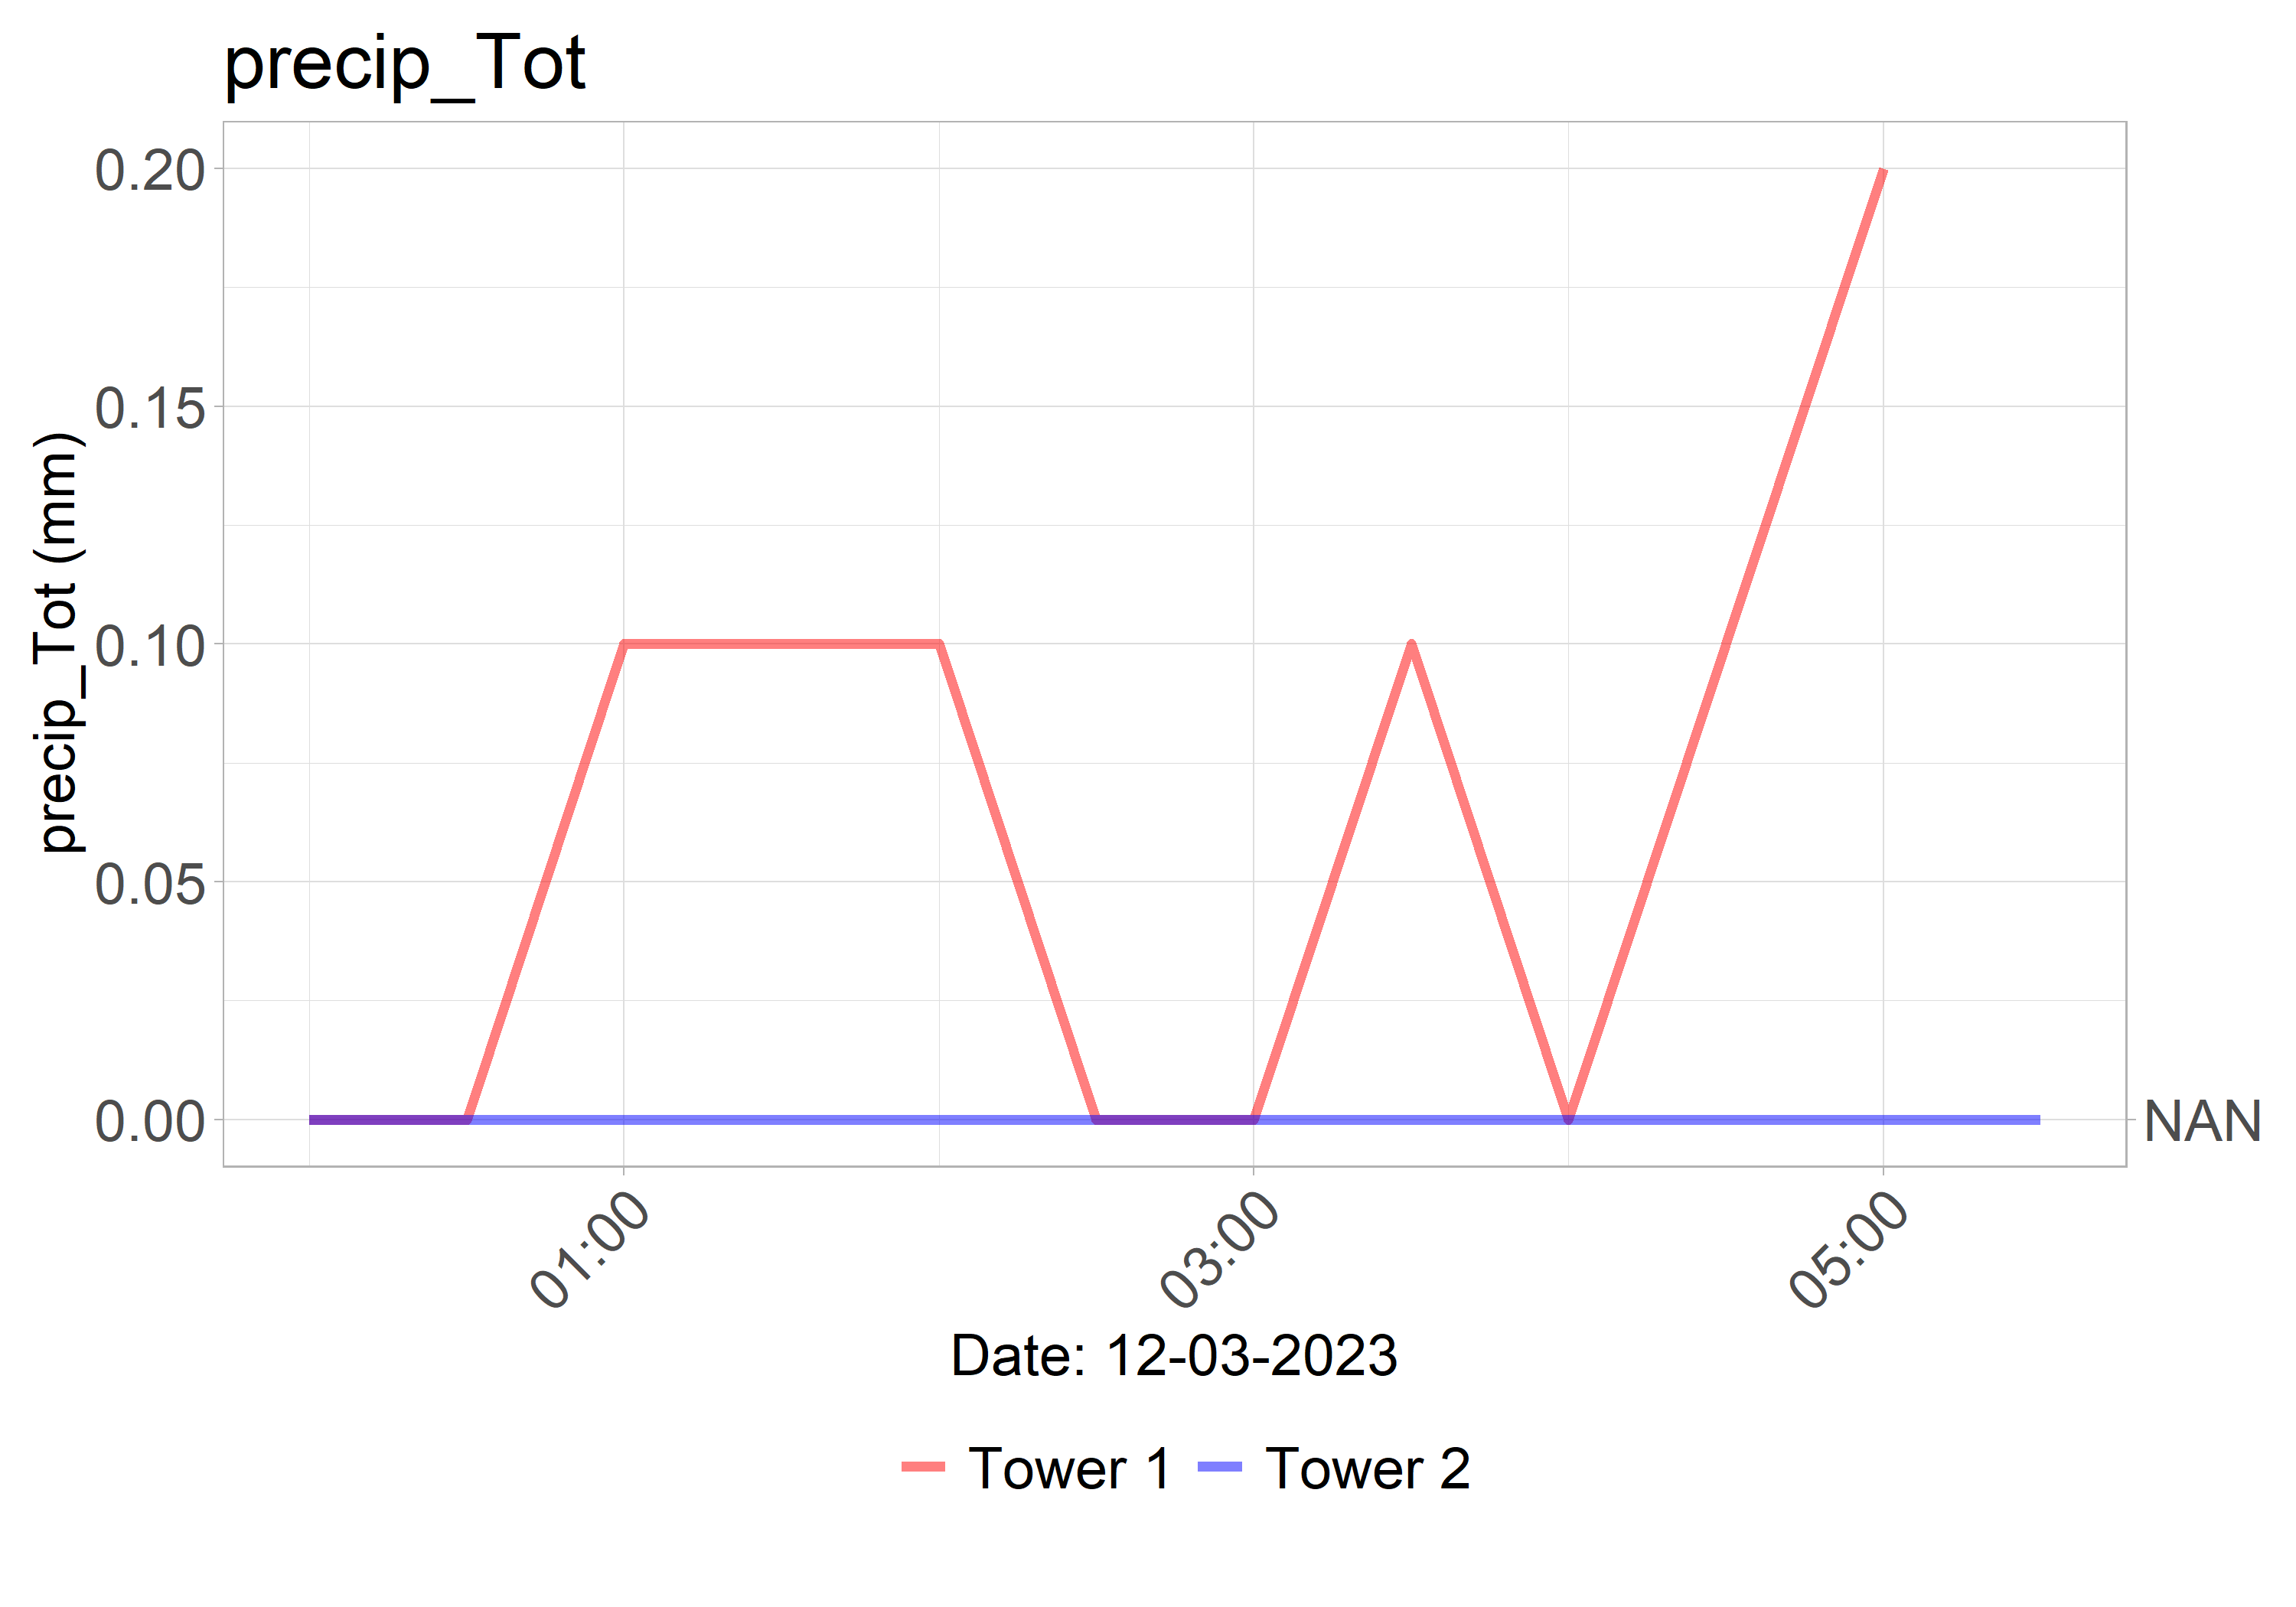 precip_Tot
precip_Tot (mm)
0.20
0.15
0.10
0.05
0.00
NAN
01:00
03:00
05:00
Date: 12-03-2023
Tower 1
Tower 2